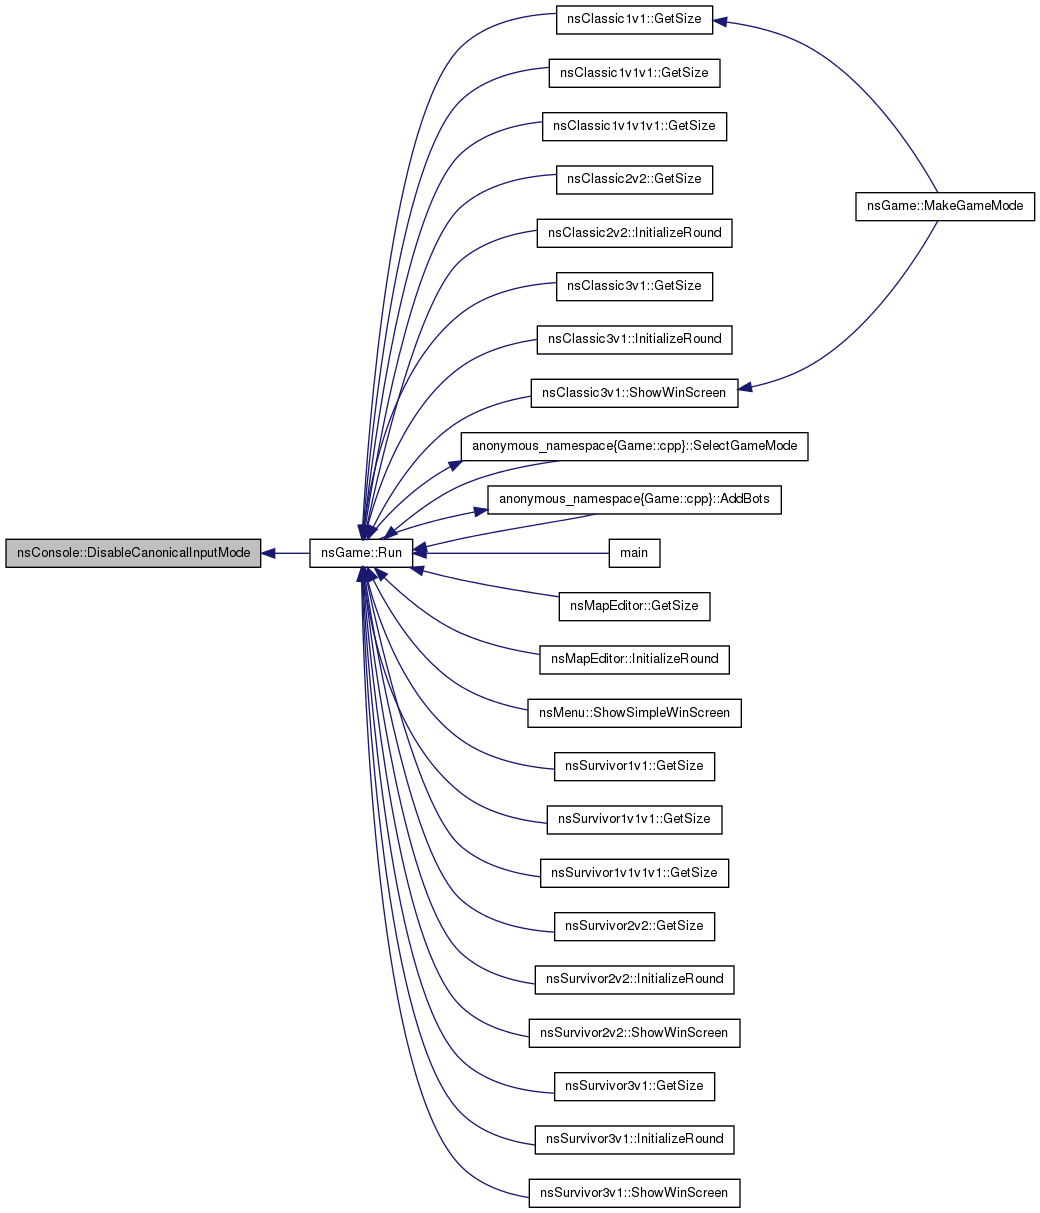 nsClassic1v1::GetSize
nsClassic1v1v1::GetSize
nsClassic1v1v1v1::GetSize
nsClassic2v2::GetSize
nsGame::MakeGameMode
nsClassic2v2::InitializeRound
nsClassic3v1::GetSize
nsClassic3v1::InitializeRound
nsClassic3v1::ShowWinScreen
anonymous_namespace{Game::cpp}::SelectGameMode
anonymous_namespace{Game::cpp}::AddBots
nsConsole::DisableCanonicalInputMode
nsGame::Run
main
nsMapEditor::GetSize
nsMapEditor::InitializeRound
nsMenu::ShowSimpleWinScreen
nsSurvivor1v1::GetSize
nsSurvivor1v1v1::GetSize
nsSurvivor1v1v1v1::GetSize
nsSurvivor2v2::GetSize
nsSurvivor2v2::InitializeRound
nsSurvivor2v2::ShowWinScreen
nsSurvivor3v1::GetSize
nsSurvivor3v1::InitializeRound
nsSurvivor3v1::ShowWinScreen